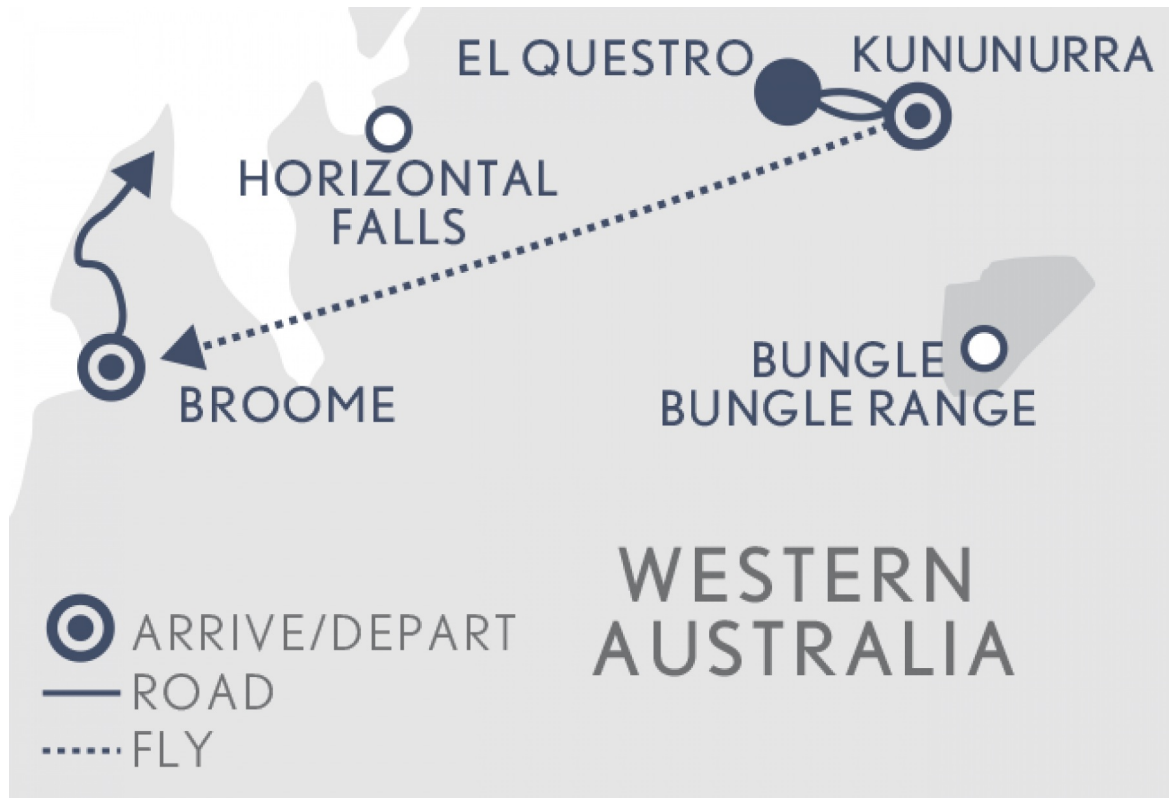 EL QUESTRO
KUNUNURRA
HORIZONTAL
FALLS
BROOME
BUNGLE
BUNGLE RANGE
WESTERN
AUSTRALIA
ARRIVE/DEPART
ROAD
FLY